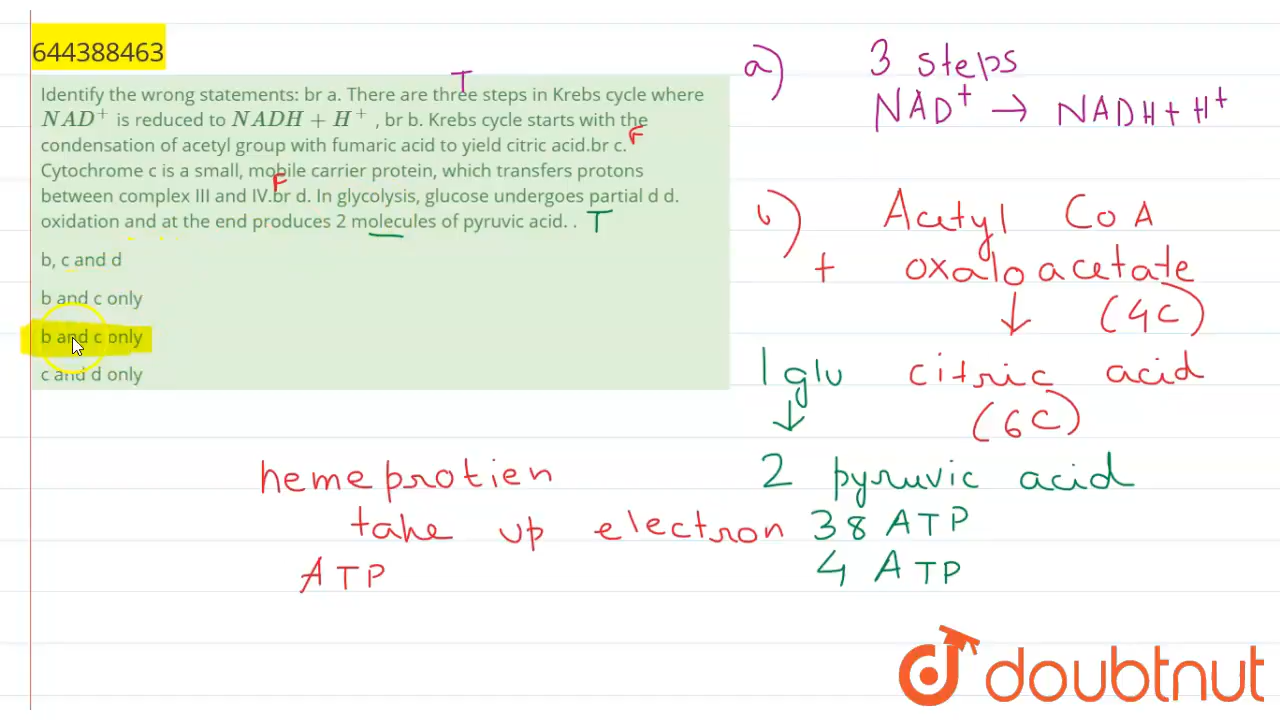 644388463
T
Identify the wrong statements: br a. There are three steps in Krebs cycle where
NAD+ is reduced to NADH + H+ , br b. Krebs cycle starts with the
condensation of acetyl group with fumaric acid to yield citric acid.br c. F
Cytochrome c is a small, mobile carrier protein, which transfers protons
between complex III and IV.br d. In glycolysis, glucose undergoes partial d d.
F
oxidation and at the end produces 2 molecules of pyruvic acid. . T
b, c and d
b and c only
b and c only
c and d only
a) 3 steps
NAD+ → NADH+H+
b) Acetyl CoA
+ oxaloacetate
↓ (4C)
citric acid
(6C)
1 glu
↓
2 pyruvic acid
38 ATP
4 ATP
hemeprotien
take up electron
ATP
doubtnut